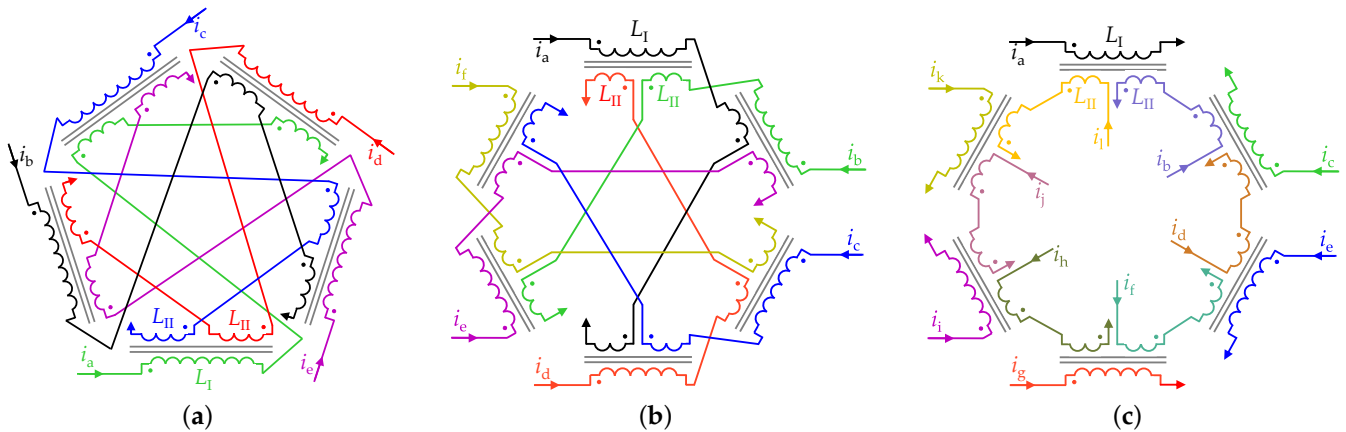 i_c
i_b
i_d
L_II
L_II
i_a
L_I
i_e
(a)
i_a
L_I
i_f
L_II
L_II
i_b
i_c
i_e
i_d
(b)
i_a
L_I
i_k
L_II
L_II
i_l
i_b
i_c
i_j
i_d
i_h
i_e
i_f
i_i
i_g
(c)